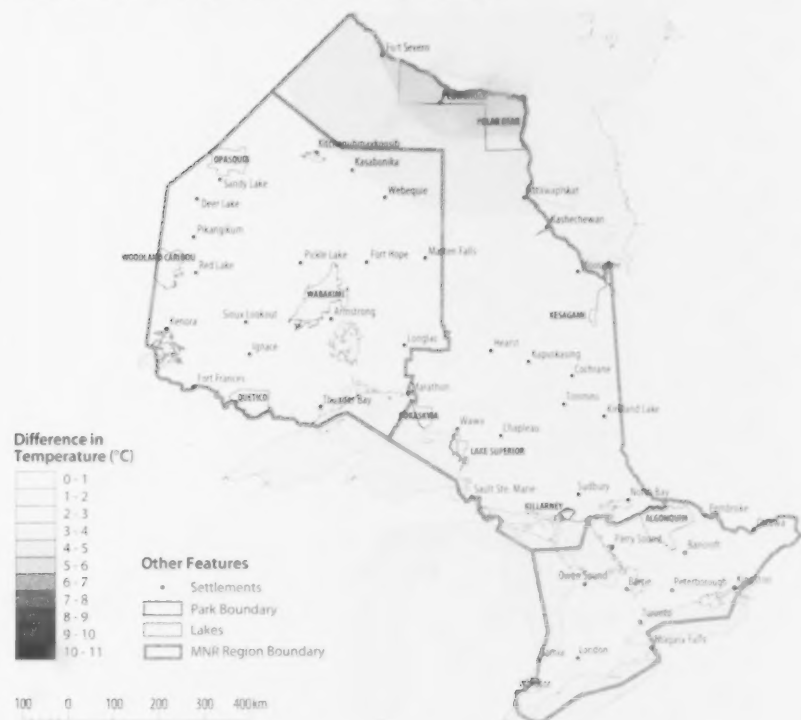 Fort Severn
POLAR BEAR
OPASQUIA
Kasabonika
Sandy Lake
Webequie
Deer Lake
Attawapiskat
Kashechewan
Pikangikum
WOODLAND CARIBOU
Pickle Lake
Fort Hope
Marten Falls
Red Lake
WABAKIMI
KESAGAMI
Kenora
Sioux Lookout
Armstrong
Ignace
Longlac
Hearst
Kapuskasing
Cochrane
Fort Frances
QUETICO
Thunder Bay
Marathon
PUKASKWA
Timmins
Kirkland Lake
Wawa
Chapleau
LAKE SUPERIOR
Sault Ste. Marie
Sudbury
North Bay
KILLARNEY
ALGONQUIN
Pembroke
Parry Sound
Bancroft
Owen Sound
Barrie
Peterborough
Kingston
Toronto
Niagara Falls
Sarnia
London
Windsor
Difference in
Temperature (°C)
0 - 1
1 - 2
2 - 3
3 - 4
4 - 5
5 - 6
6 - 7
7 - 8
8 - 9
9 - 10
10 - 11
Other Features
Settlements
Park Boundary
Lakes
MNR Region Boundary
100 0 100 200 300 400 km